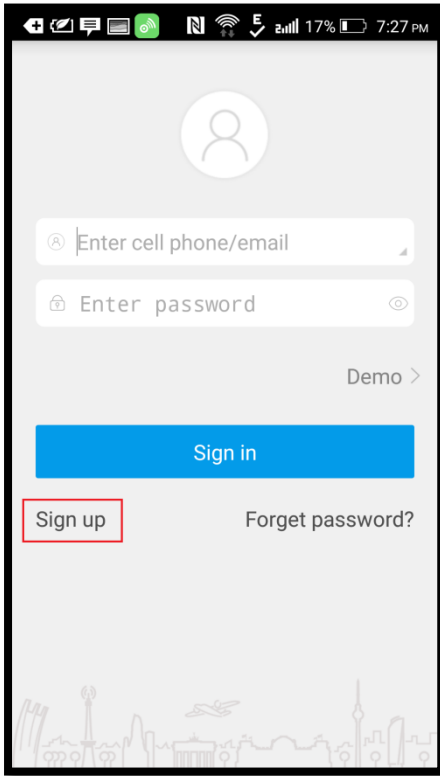 17% 7:27 PM
Enter cell phone/email
Enter password
Demo
Sign in
Sign up Forget password?